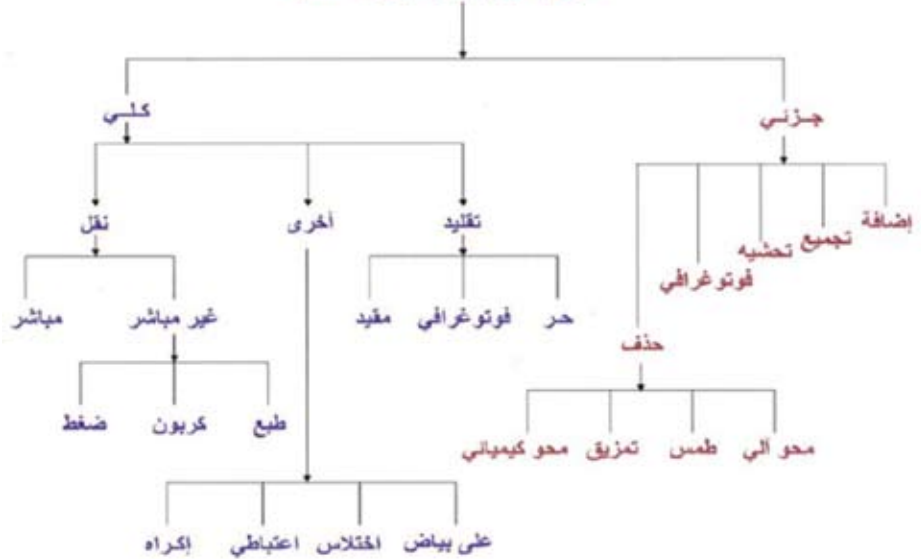 كلي
جزئي
نقل
أخرى
تقليد
إضافة
تجميع
تحشيه
فوتوغرافي
مباشر
غير مباشر
مقيد
فوتوغرافي
حر
حذف
ضغط
كربون
طبع
محو كيميائي
تمزيق
طمس
محو آلي
إكراه
اعتباطي
اختلاس
على بياض